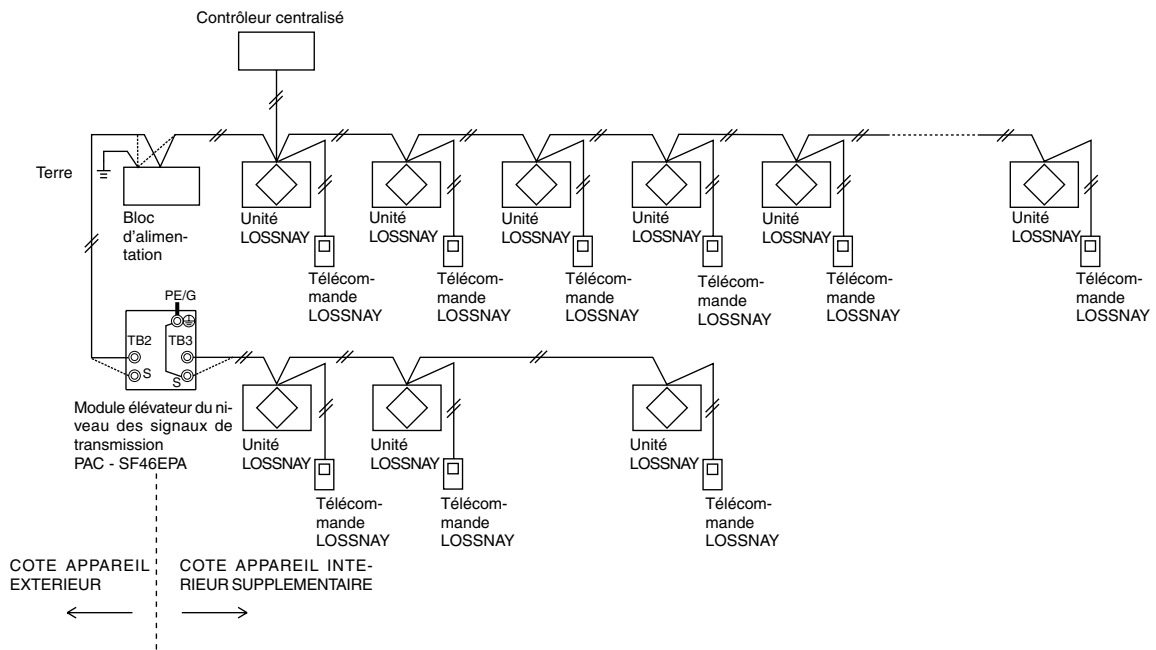 Contrôleur centralisé
Terre
Bloc
d'alimen-
tation
Unité
LOSSNAY
Unité
LOSSNAY
Unité
LOSSNAY
Unité
LOSSNAY
Unité
LOSSNAY
Unité
LOSSNAY
Télécom-
mande
LOSSNAY
Télécom-
mande
LOSSNAY
Télécom-
mande
LOSSNAY
Télécom-
mande
LOSSNAY
Télécom-
mande
LOSSNAY
Télécom-
mande
LOSSNAY
PE/G
TB2
TB3
S
S
Module élévateur du ni-
veau des signaux de
transmission
PAC - SF46EPA
Unité
LOSSNAY
Unité
LOSSNAY
Unité
LOSSNAY
Télécom-
mande
LOSSNAY
Télécom-
mande
LOSSNAY
Télécom-
mande
LOSSNAY
COTE APPAREIL
EXTERIEUR
COTE APPAREIL INTE-
RIEUR SUPPLEMENTAIRE